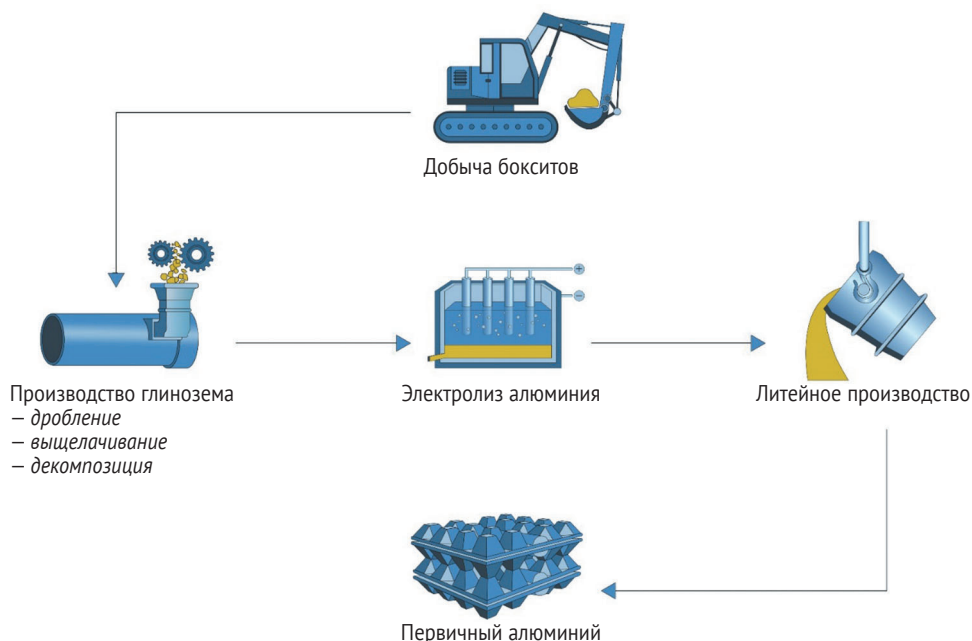 Добыча бокситов
Производство глинозема
— дробление
— выщелачивание
— декомпозиция
+
−
Электролиз алюминия
Литейное производство
Первичный алюминий